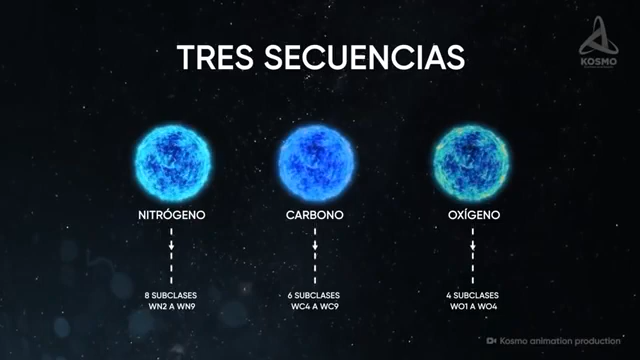 TRES SECUENCIAS
KOSMO
NITRÓGENO
CARBONO
OXÍGENO
8 SUBCLASES
WN2 A WN9
6 SUBCLASES
WC4 A WC9
4 SUBCLASES
WO1 A WO4
Kosmo animation production